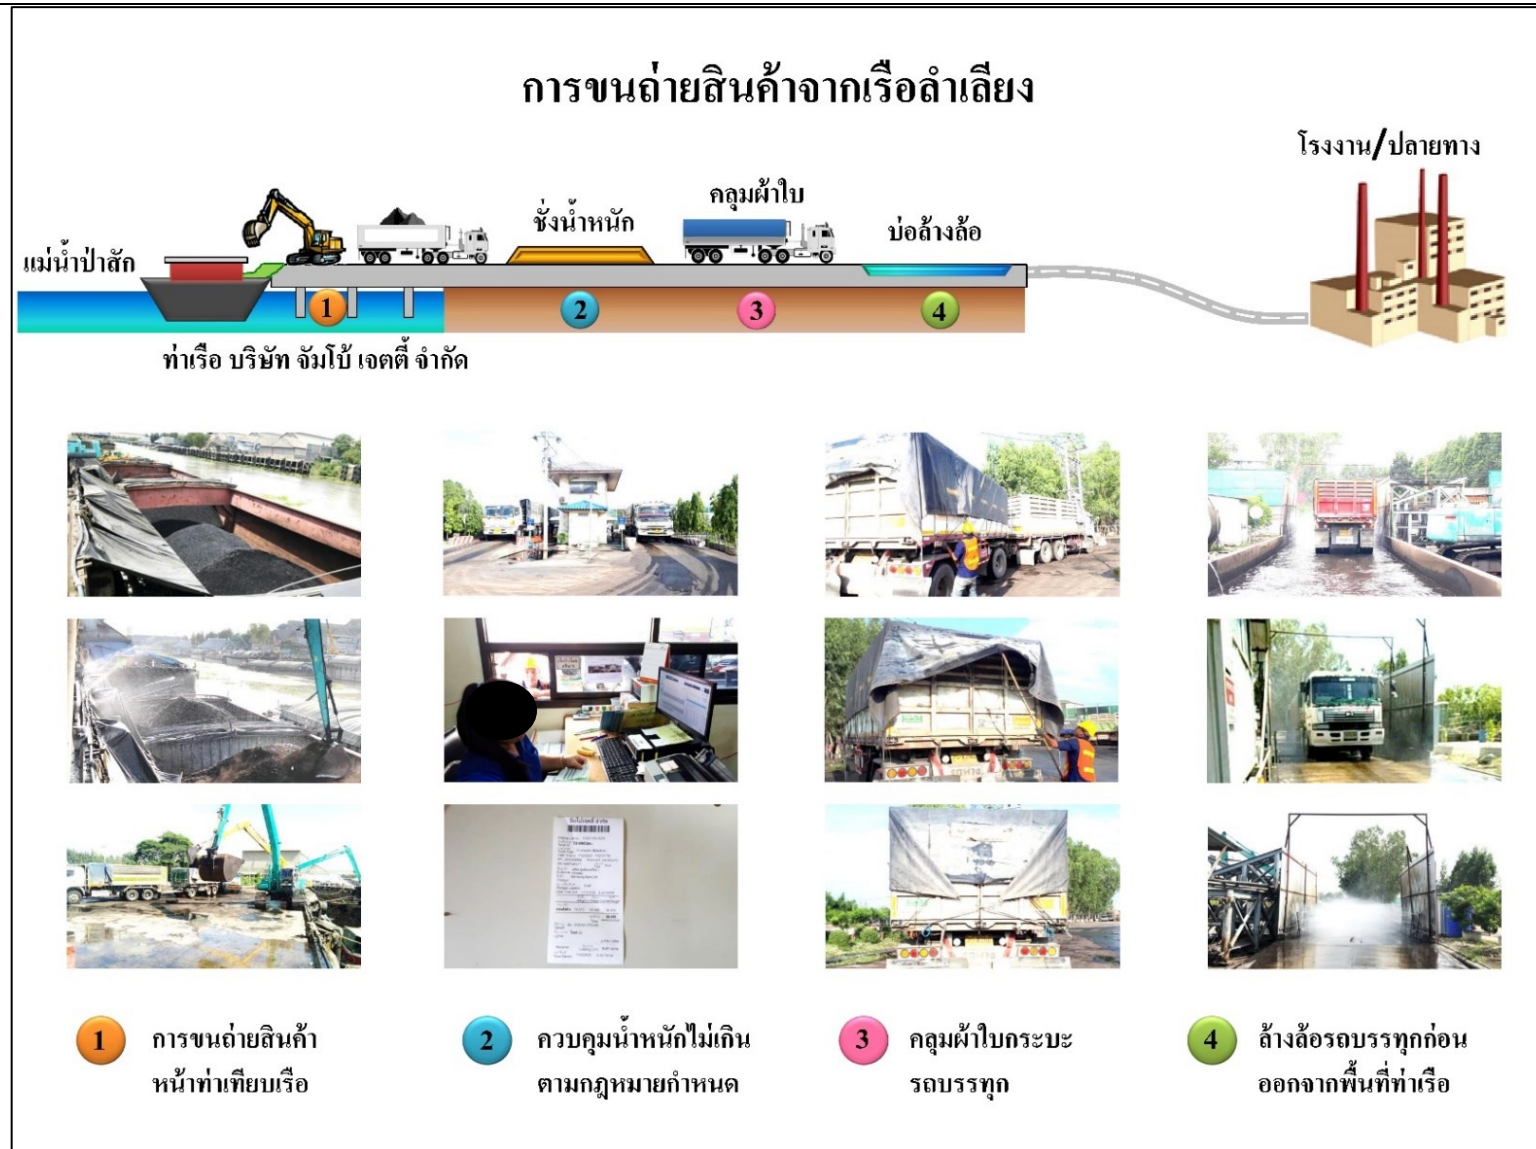 การขนถ่ายสินค้าจากเรือลำเลียง
โรงงาน/ปลายทาง
คลุมผ้าใบ
ชั่งน้ำหนัก
บ่อล้างล้อ
แม่น้ำป่าสัก
1
2
3
4
ท่าเรือ บริษัท จัมโบ้ เจตตี้ จำกัด
1 การขนถ่ายสินค้า
หน้าท่าเทียบเรือ
2 ควบคุมน้ำหนักไม่เกิน
ตามกฎหมายกำหนด
3 คลุมผ้าใบกระบะ
รถบรรทุก
4 ล้างล้อรถบรรทุกก่อน
ออกจากพื้นที่ท่าเรือ